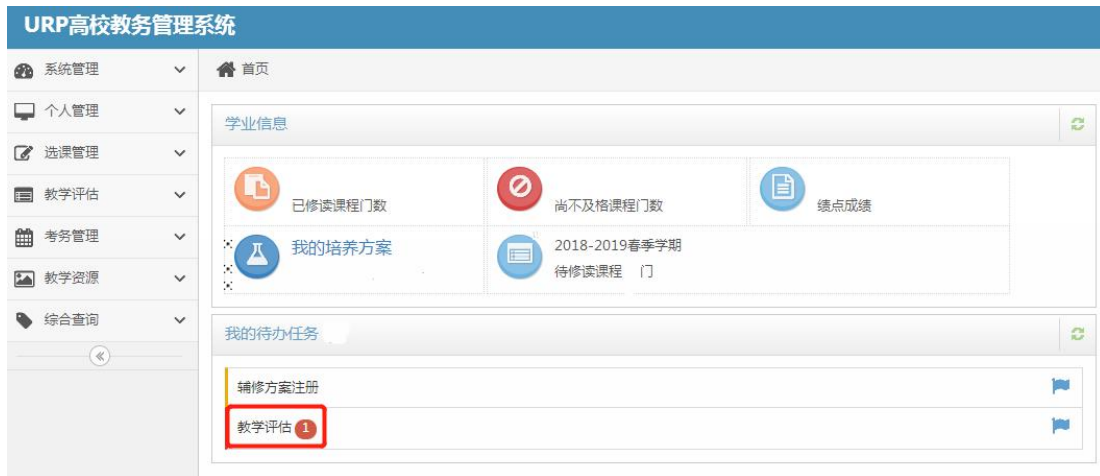 URP高校教务管理系统
系统管理
个人管理
选课管理
教学评估
考务管理
教学资源
综合查询
首页
学业信息
已修读课程门数
尚不及格课程门数
绩点成绩
我的培养方案
2018-2019春季学期
待修读课程 门
我的待办任务
辅修方案注册
教学评估 1